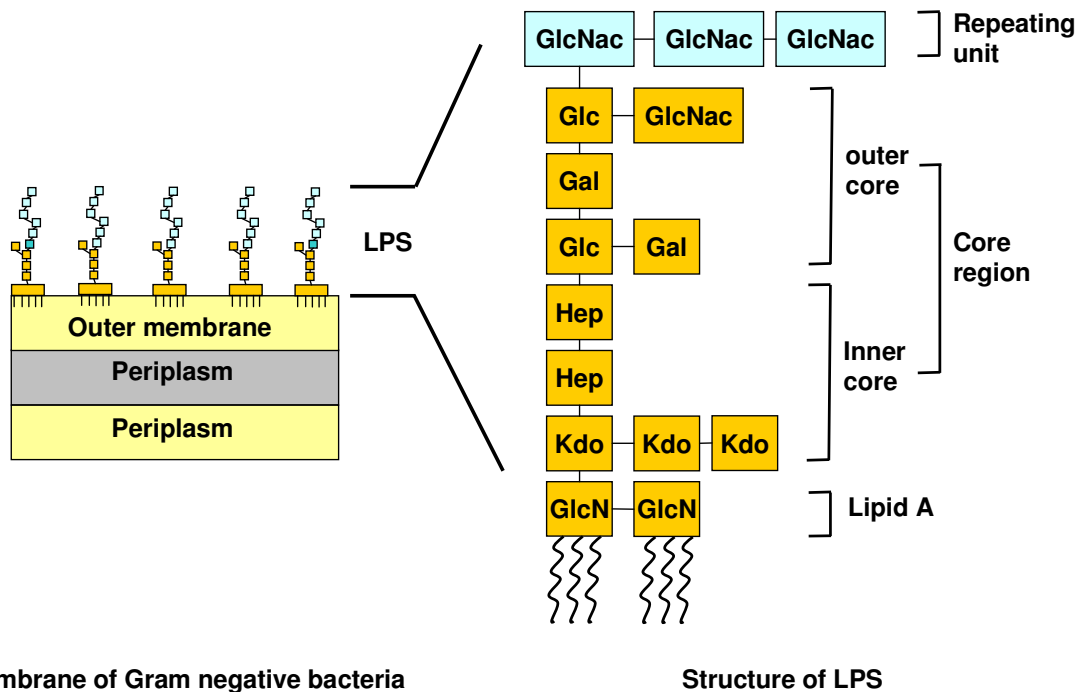 GlcNac GlcNac GlcNac
Repeating
unit
Glc GlcNac
Gal
Glc Gal
outer
core
Hep
Hep
Kdo Kdo Kdo
Inner
core
Core
region
GlcN GlcN
Lipid A
LPS
Outer membrane
Periplasm
Periplasm
mbrane of Gram negative bacteria
Structure of LPS